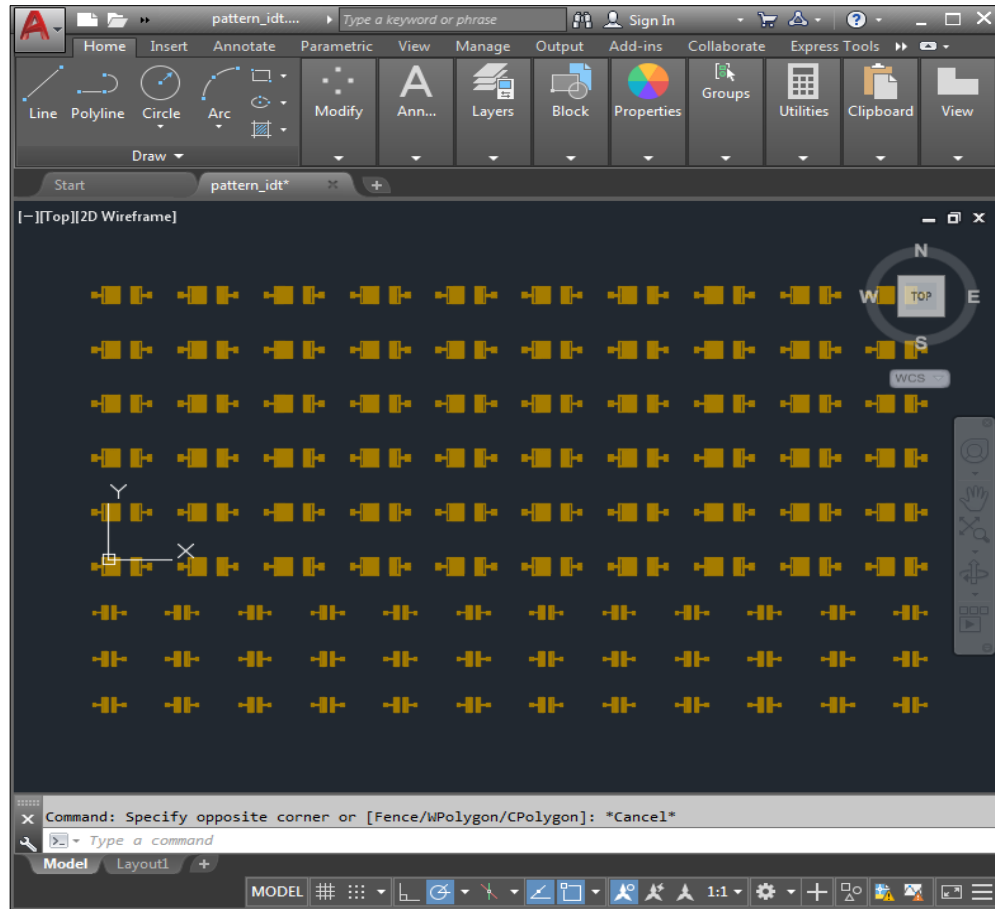 A pattern_idt.... Type a keyword or phrase Sign In ?
Home Insert Annotate Parametric View Manage Output Add-ins Collaborate Express Tools
Line Polyline Circle Arc Modify Ann... Layers Block Properties Groups Utilities Clipboard View
Draw
Start pattern_idt*
[−][Top][2D Wireframe]
N
W TOP E
S
WCS
Y
X
Command: Specify opposite corner or [Fence/WPolygon/CPolygon]: *Cancel*
Type a command
Model Layout1 +
MODEL 1:1